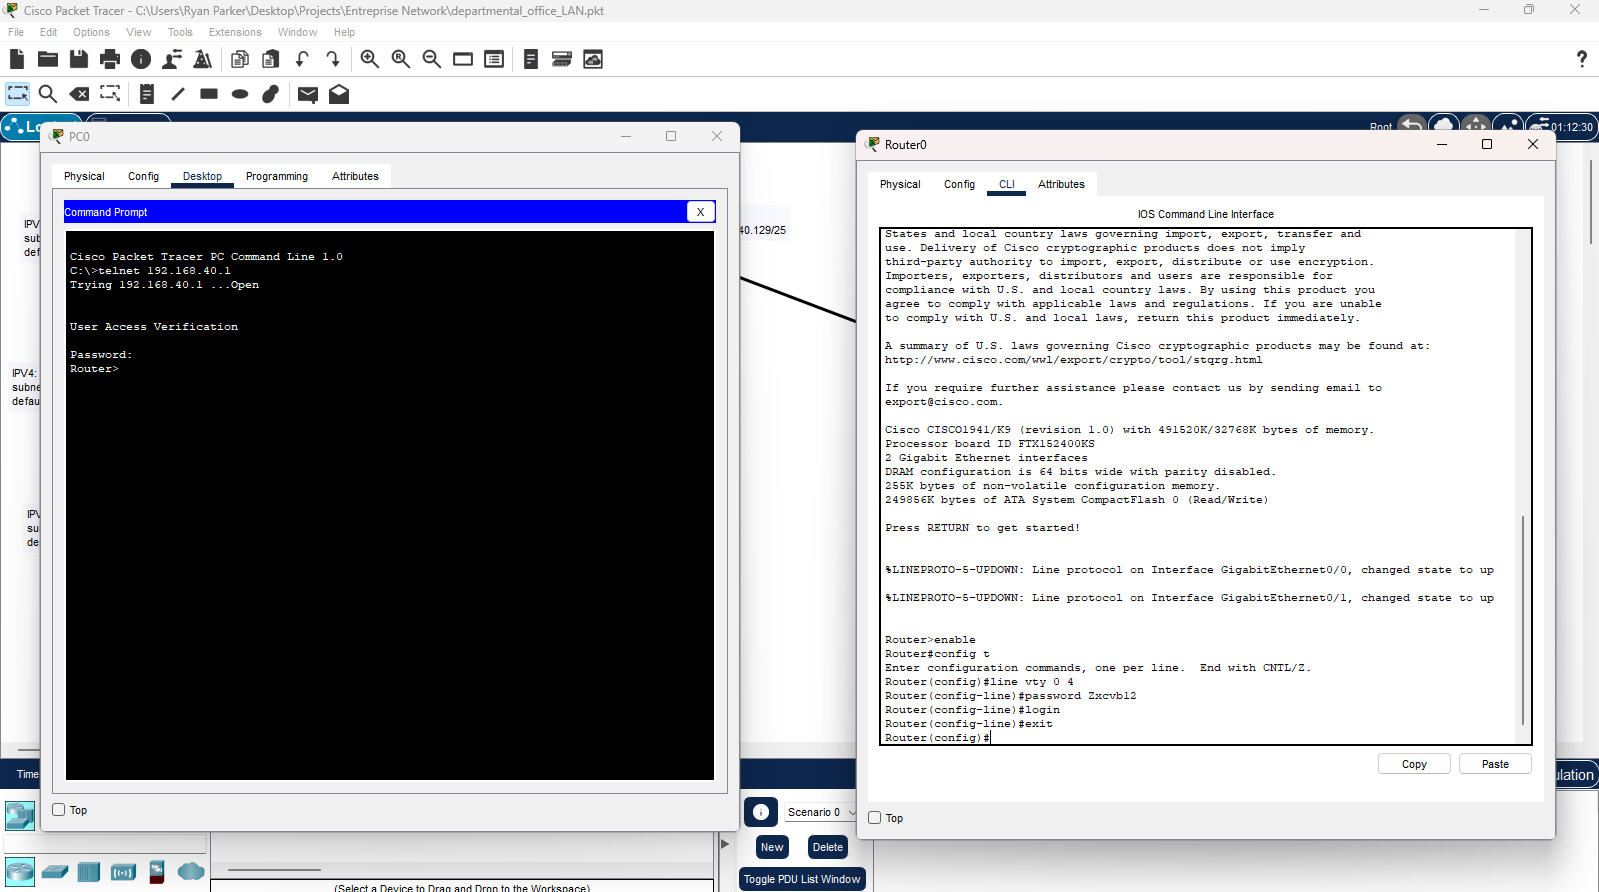 Cisco Packet Tracer - C:\Users\Ryan Parker\Desktop\Projects\Entreprise Network\departmental_office_LAN.pkt
File Edit Options View Tools Extensions Window Help
?
Root
01:12:30
PC0
Physical Config Desktop Programming Attributes
Command Prompt
X
Cisco Packet Tracer PC Command Line 1.0
C:\>telnet 192.168.40.1
Trying 192.168.40.1 ...Open
User Access Verification
Password:
Router>
Top
IPV
sub
def
IPV4:
subne
defau
IPV
su
de
40.129/25
Router0
Physical Config CLI Attributes
IOS Command Line Interface
States and local country laws governing import, export, transfer and
use. Delivery of Cisco cryptographic products does not imply
third-party authority to import, export, distribute or use encryption.
Importers, exporters, distributors and users are responsible for
compliance with U.S. and local country laws. By using this product you
agree to comply with applicable laws and regulations. If you are unable
to comply with U.S. and local laws, return this product immediately.
A summary of U.S. laws governing Cisco cryptographic products may be found at:
http://www.cisco.com/wwl/export/crypto/tool/stqrg.html
If you require further assistance please contact us by sending email to
export@cisco.com.
Cisco CISCO1941/K9 (revision 1.0) with 491520K/32768K bytes of memory.
Processor board ID FTX152400KS
2 Gigabit Ethernet interfaces
DRAM configuration is 64 bits wide with parity disabled.
255K bytes of non-volatile configuration memory.
249856K bytes of ATA System CompactFlash 0 (Read/Write)
Press RETURN to get started!
%LINEPROTO-5-UPDOWN: Line protocol on Interface GigabitEthernet0/0, changed state to up
%LINEPROTO-5-UPDOWN: Line protocol on Interface GigabitEthernet0/1, changed state to up
Router>enable
Router#config t
Enter configuration commands, one per line.  End with CNTL/Z.
Router(config)#line vty 0 4
Router(config-line)#password Zxcvbl2
Router(config-line)#login
Router(config-line)#exit
Router(config)#
Copy Paste
Top
Time
ulation
Scenario 0
New Delete
Toggle PDU List Window
(Select a Device to Drag and Drop to the Workspace)